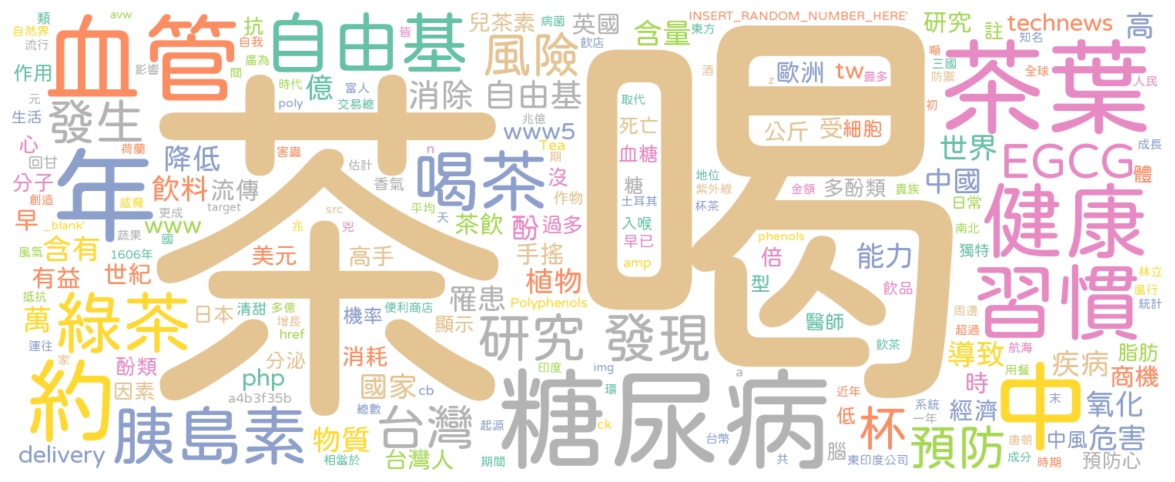 類 avw 血管 抗 自由基 兒茶素 病菌 英國 東方 INSERT_RANDOM_NUMBER_HERE' 研究 註 technews 高
自然界 流行 自我 皆 飲店 含量 知名
作用 影響 間 廣為 時代 富人 億 風險 酒 z 歐洲 tw 最多 三國 防禦 嘔 全球 人民
元 poly 交易總 消除 自由基 取代 茶葉 初
生活 發生 兆億 www5 死亡 公斤 受 細胞
心 荷蘭 害蟲 估計 n Tea 血糖 世界 EGCG 成長
回甘 年 降低 喝茶 期 沒 地位 紫外線 金額 貴族 中國 體
分子 創造 威脅 飲料 流傳 香氣 作物 糖 土耳其 多酚類 日常
早 _blank' 更成 target src 平均 天 茶飲 酚 過多 入喉 杯茶 健康
風氣 蔬果 國 www 茶 兆 兇 喝 早已 phenols 南北
含有 1606年 美元 高手 手搖 amp 倍 能力 獨特 林立
有益 世紀 植物 型 飲品 習慣 風行
抵抗 日本 清甜 多億 便利商店 罹患 Polyphenols 周邊 統計
萬 綠茶 增長 機率 顯示 醫師 超過
運往 href 研究 發現 飲茶 航海
家 酚類 分泌 消耗 印度 img 導致 用餐 疾病 脂肪
約 因素 php 國家 cb 環 a 近年 時 商機
a4b3f35b 總數 糖尿病 低 系統 中 末 氧化
胰島素 物質 台灣 起源 ck 台幣 杯 一年 經濟
delivery 相當於 台灣人 期間 共 腦 東印度公司 預防 唐朝 成分 時期 中風 危害 預防心